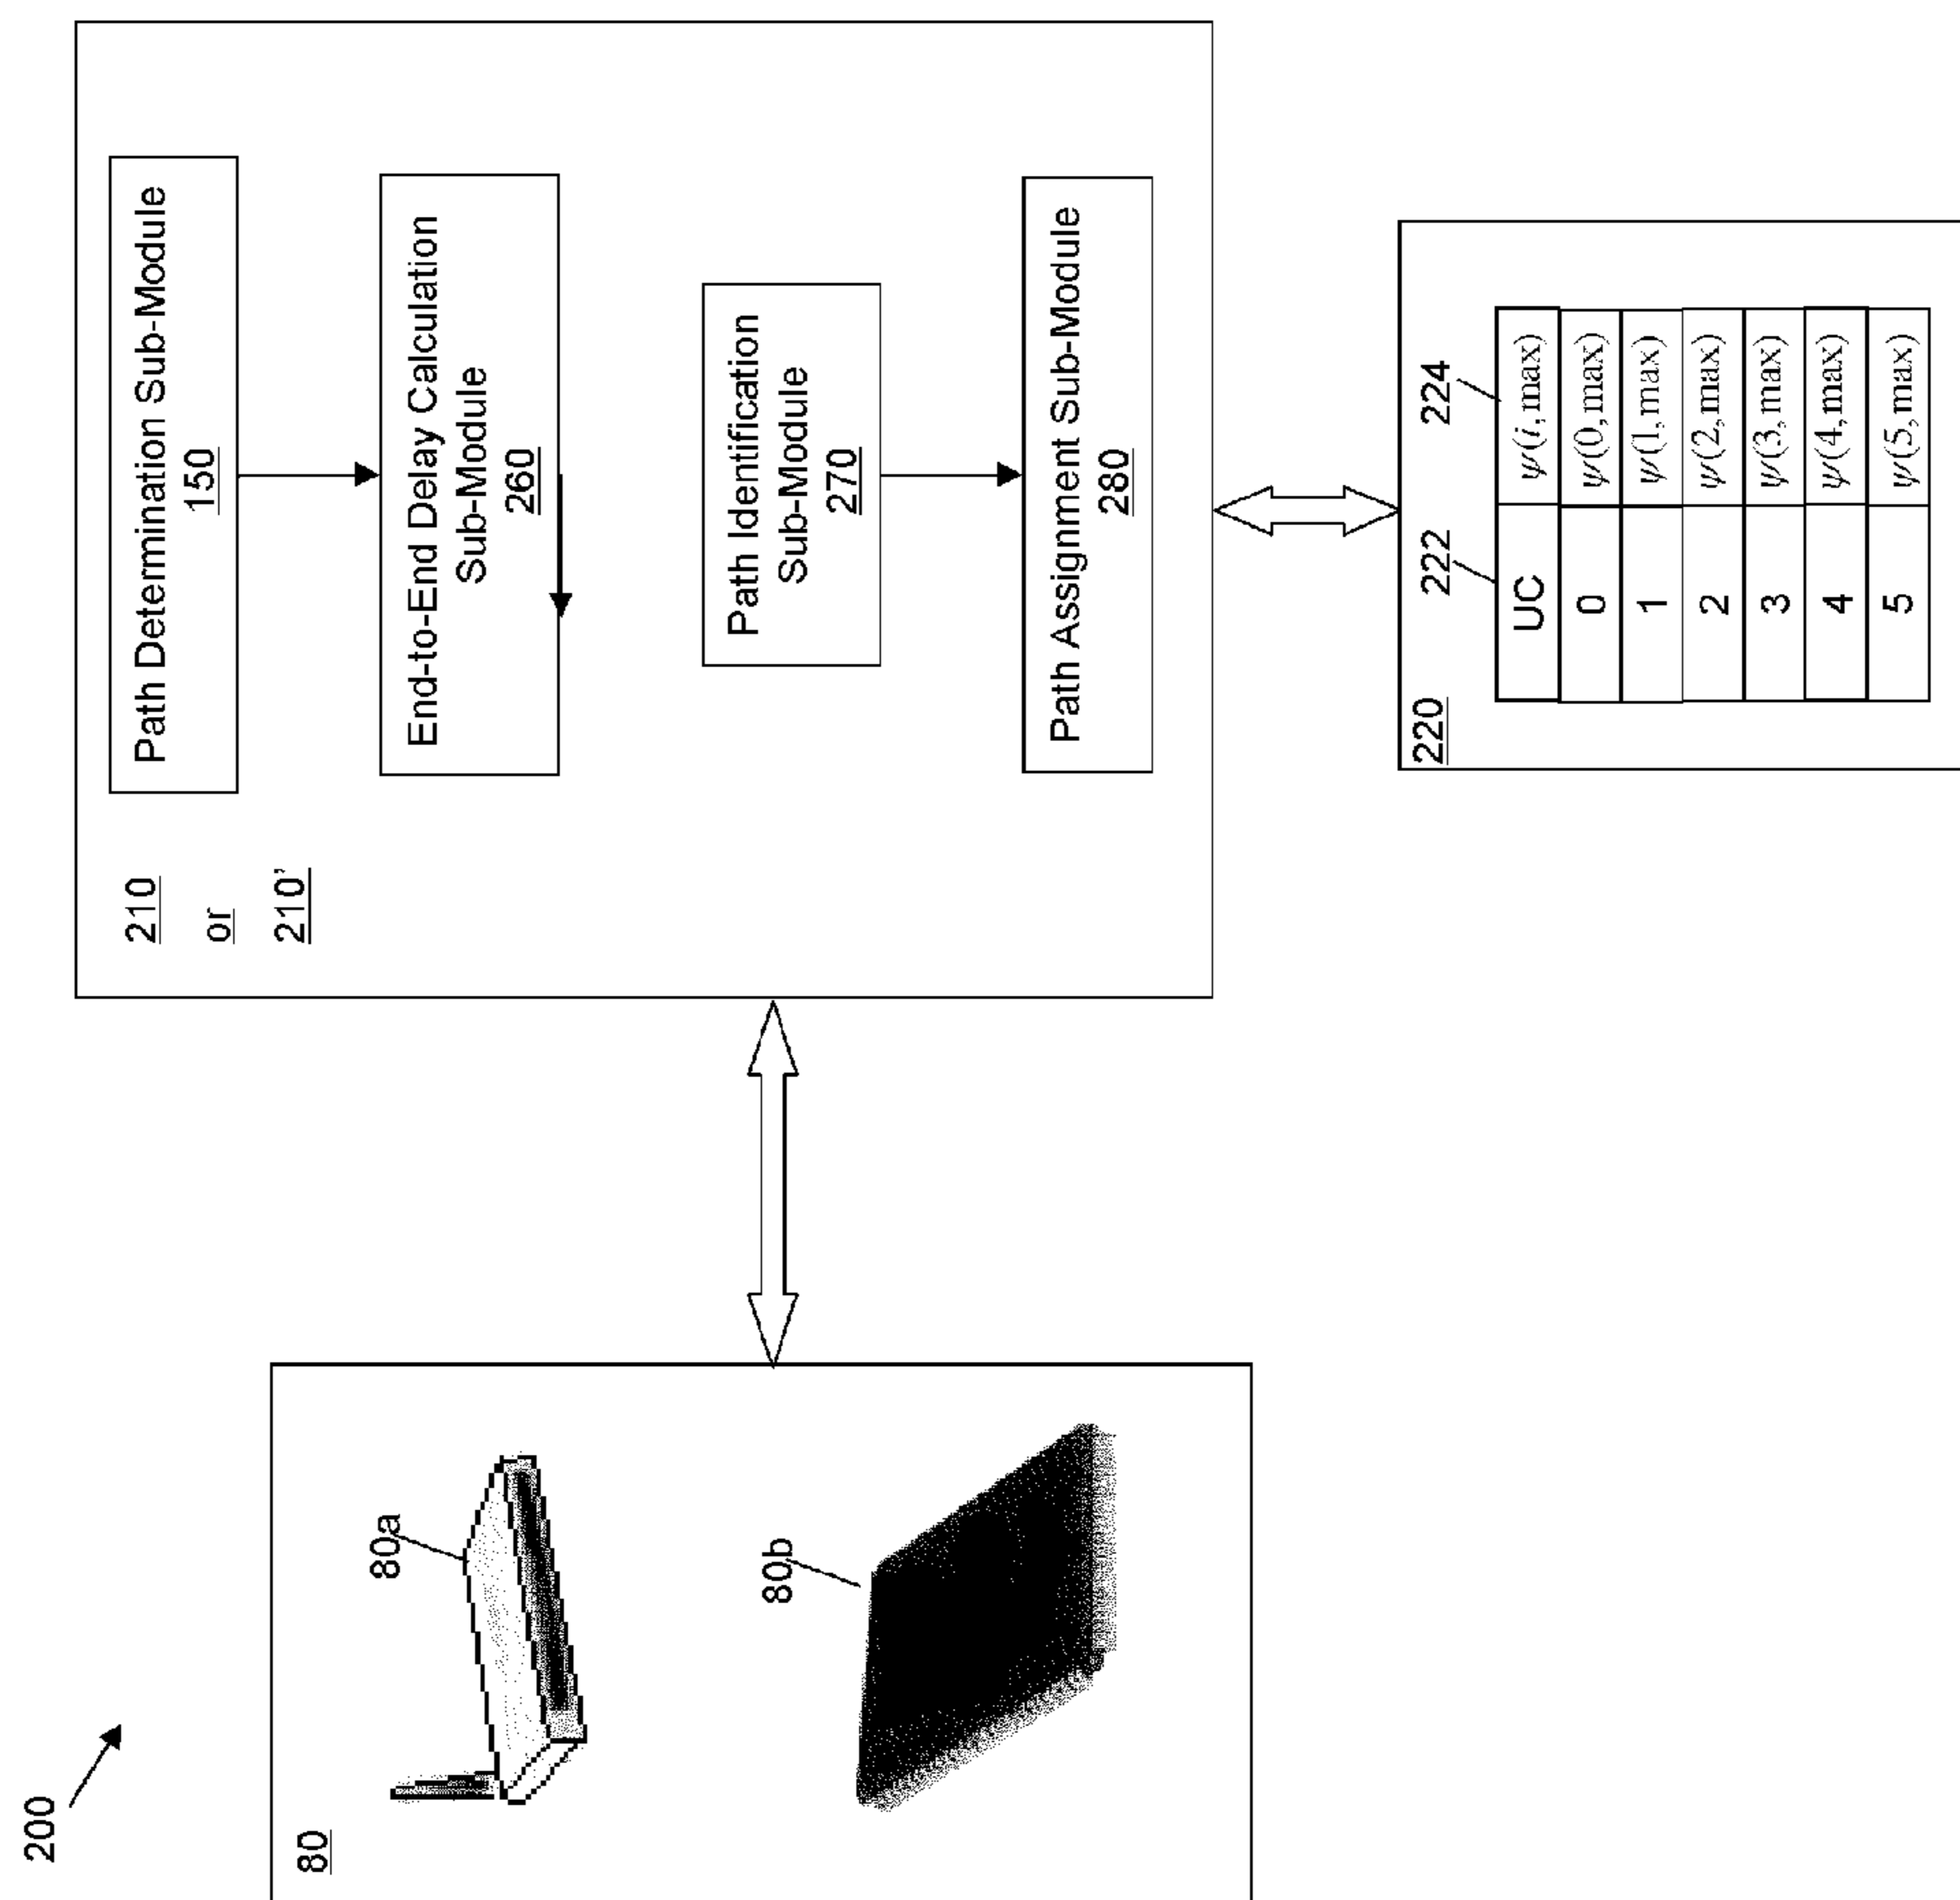 200
80
80a
80b
210
or
210'
Path Determination Sub-Module
150
End-to-End Delay Calculation
Sub-Module
260
Path Identification
Sub-Module
270
Path Assignment Sub-Module
280
220
222
224
UC ψ(i,max)
0 ψ(0,max)
1 ψ(1,max)
2 ψ(2,max)
3 ψ(3,max)
4 ψ(4,max)
5 ψ(5,max)